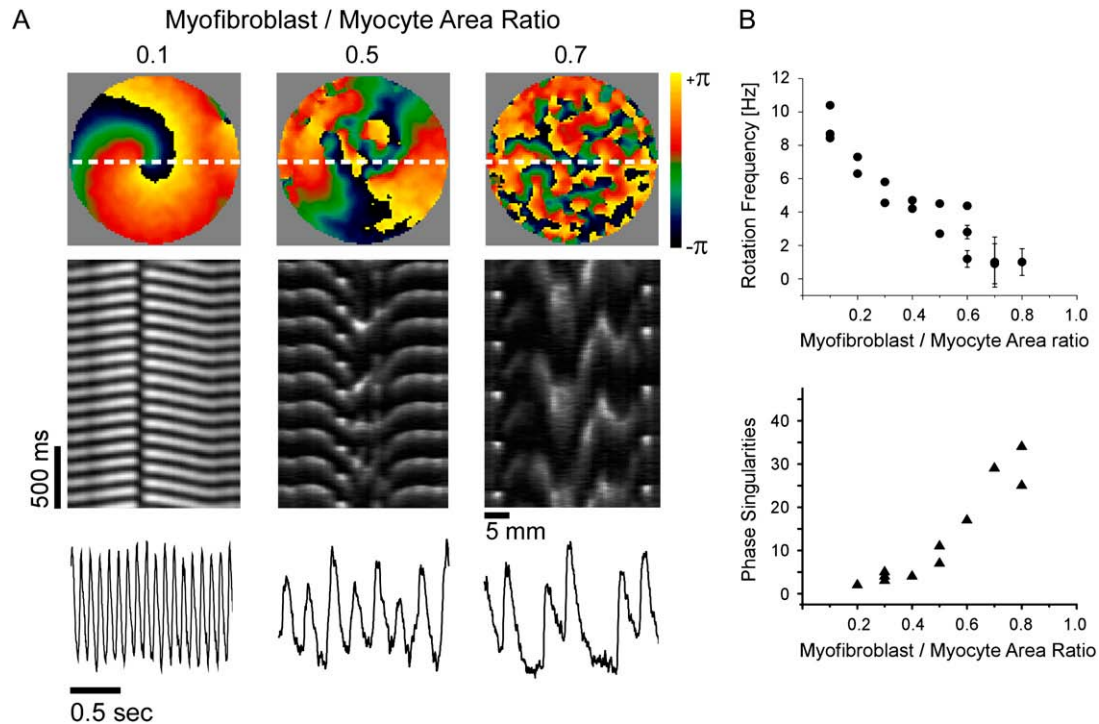 A
Myofibroblast / Myocyte Area Ratio
0.1
0.5
0.7
+π
-π
500 ms
5 mm
0.5 sec
B
12
10
8
6
4
2
0
Rotation Frequency [Hz]
0.2 0.4 0.6 0.8 1.0
Myofibroblast / Myocyte Area ratio
40
30
20
10
0
Phase Singularities
0.2 0.4 0.6 0.8 1.0
Myofibroblast / Myocyte Area Ratio